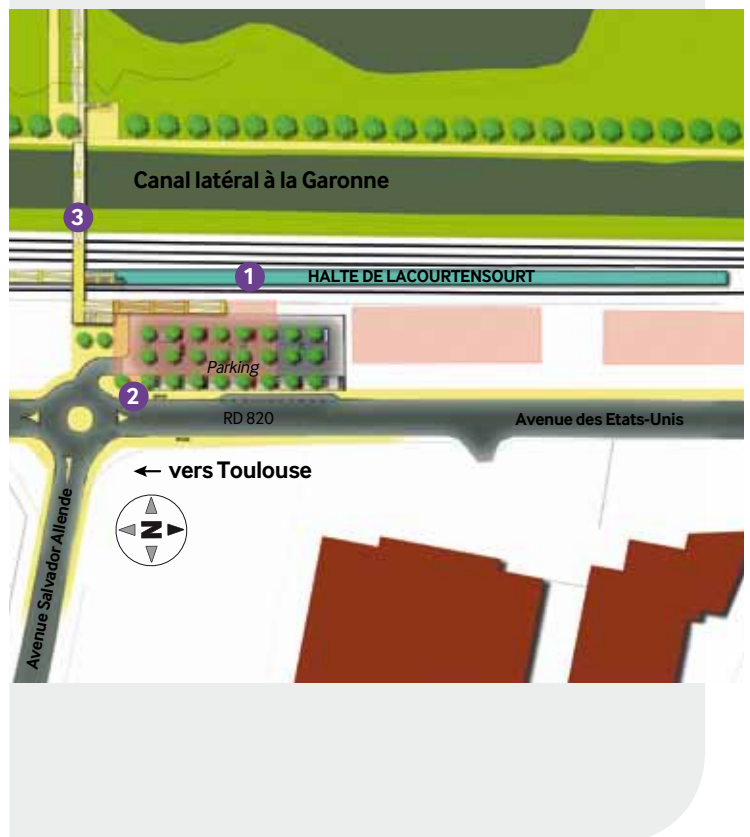 Canal latéral à la Garonne
3
1
HALTE DE LACOURTENSOURT
Parking
2
RD 820
Avenue des Etats-Unis
← vers Toulouse
N
Avenue Salvador Allende